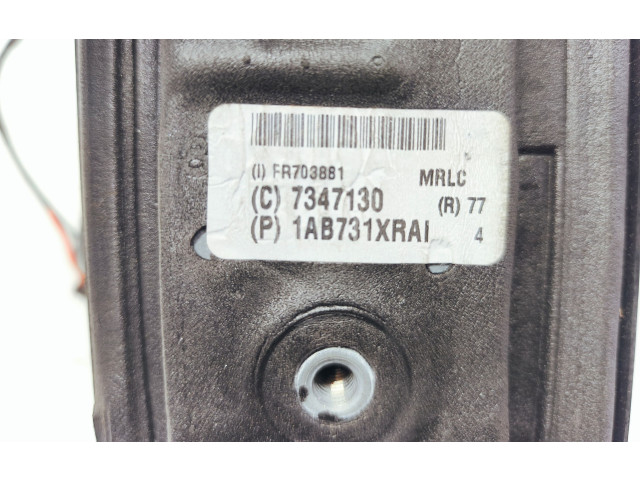 (I) FR703881 MRLC
(C) 7347130 (R) 77
(P) 1AB731XRAI 4